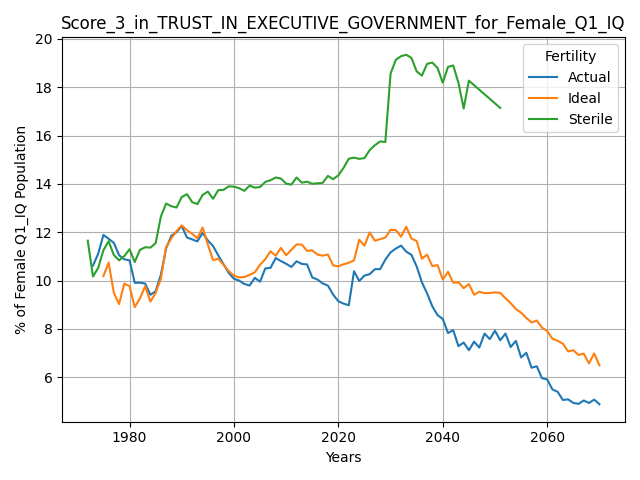 Score_3_in_TRUST_IN_EXECUTIVE_GOVERNMENT_for_Female_Q1_IQ
Fertility
Actual
Ideal
Sterile
% of Female Q1_IQ Population
20
18
16
14
12
10
8
6
1980
2000
2020
2040
2060
Years